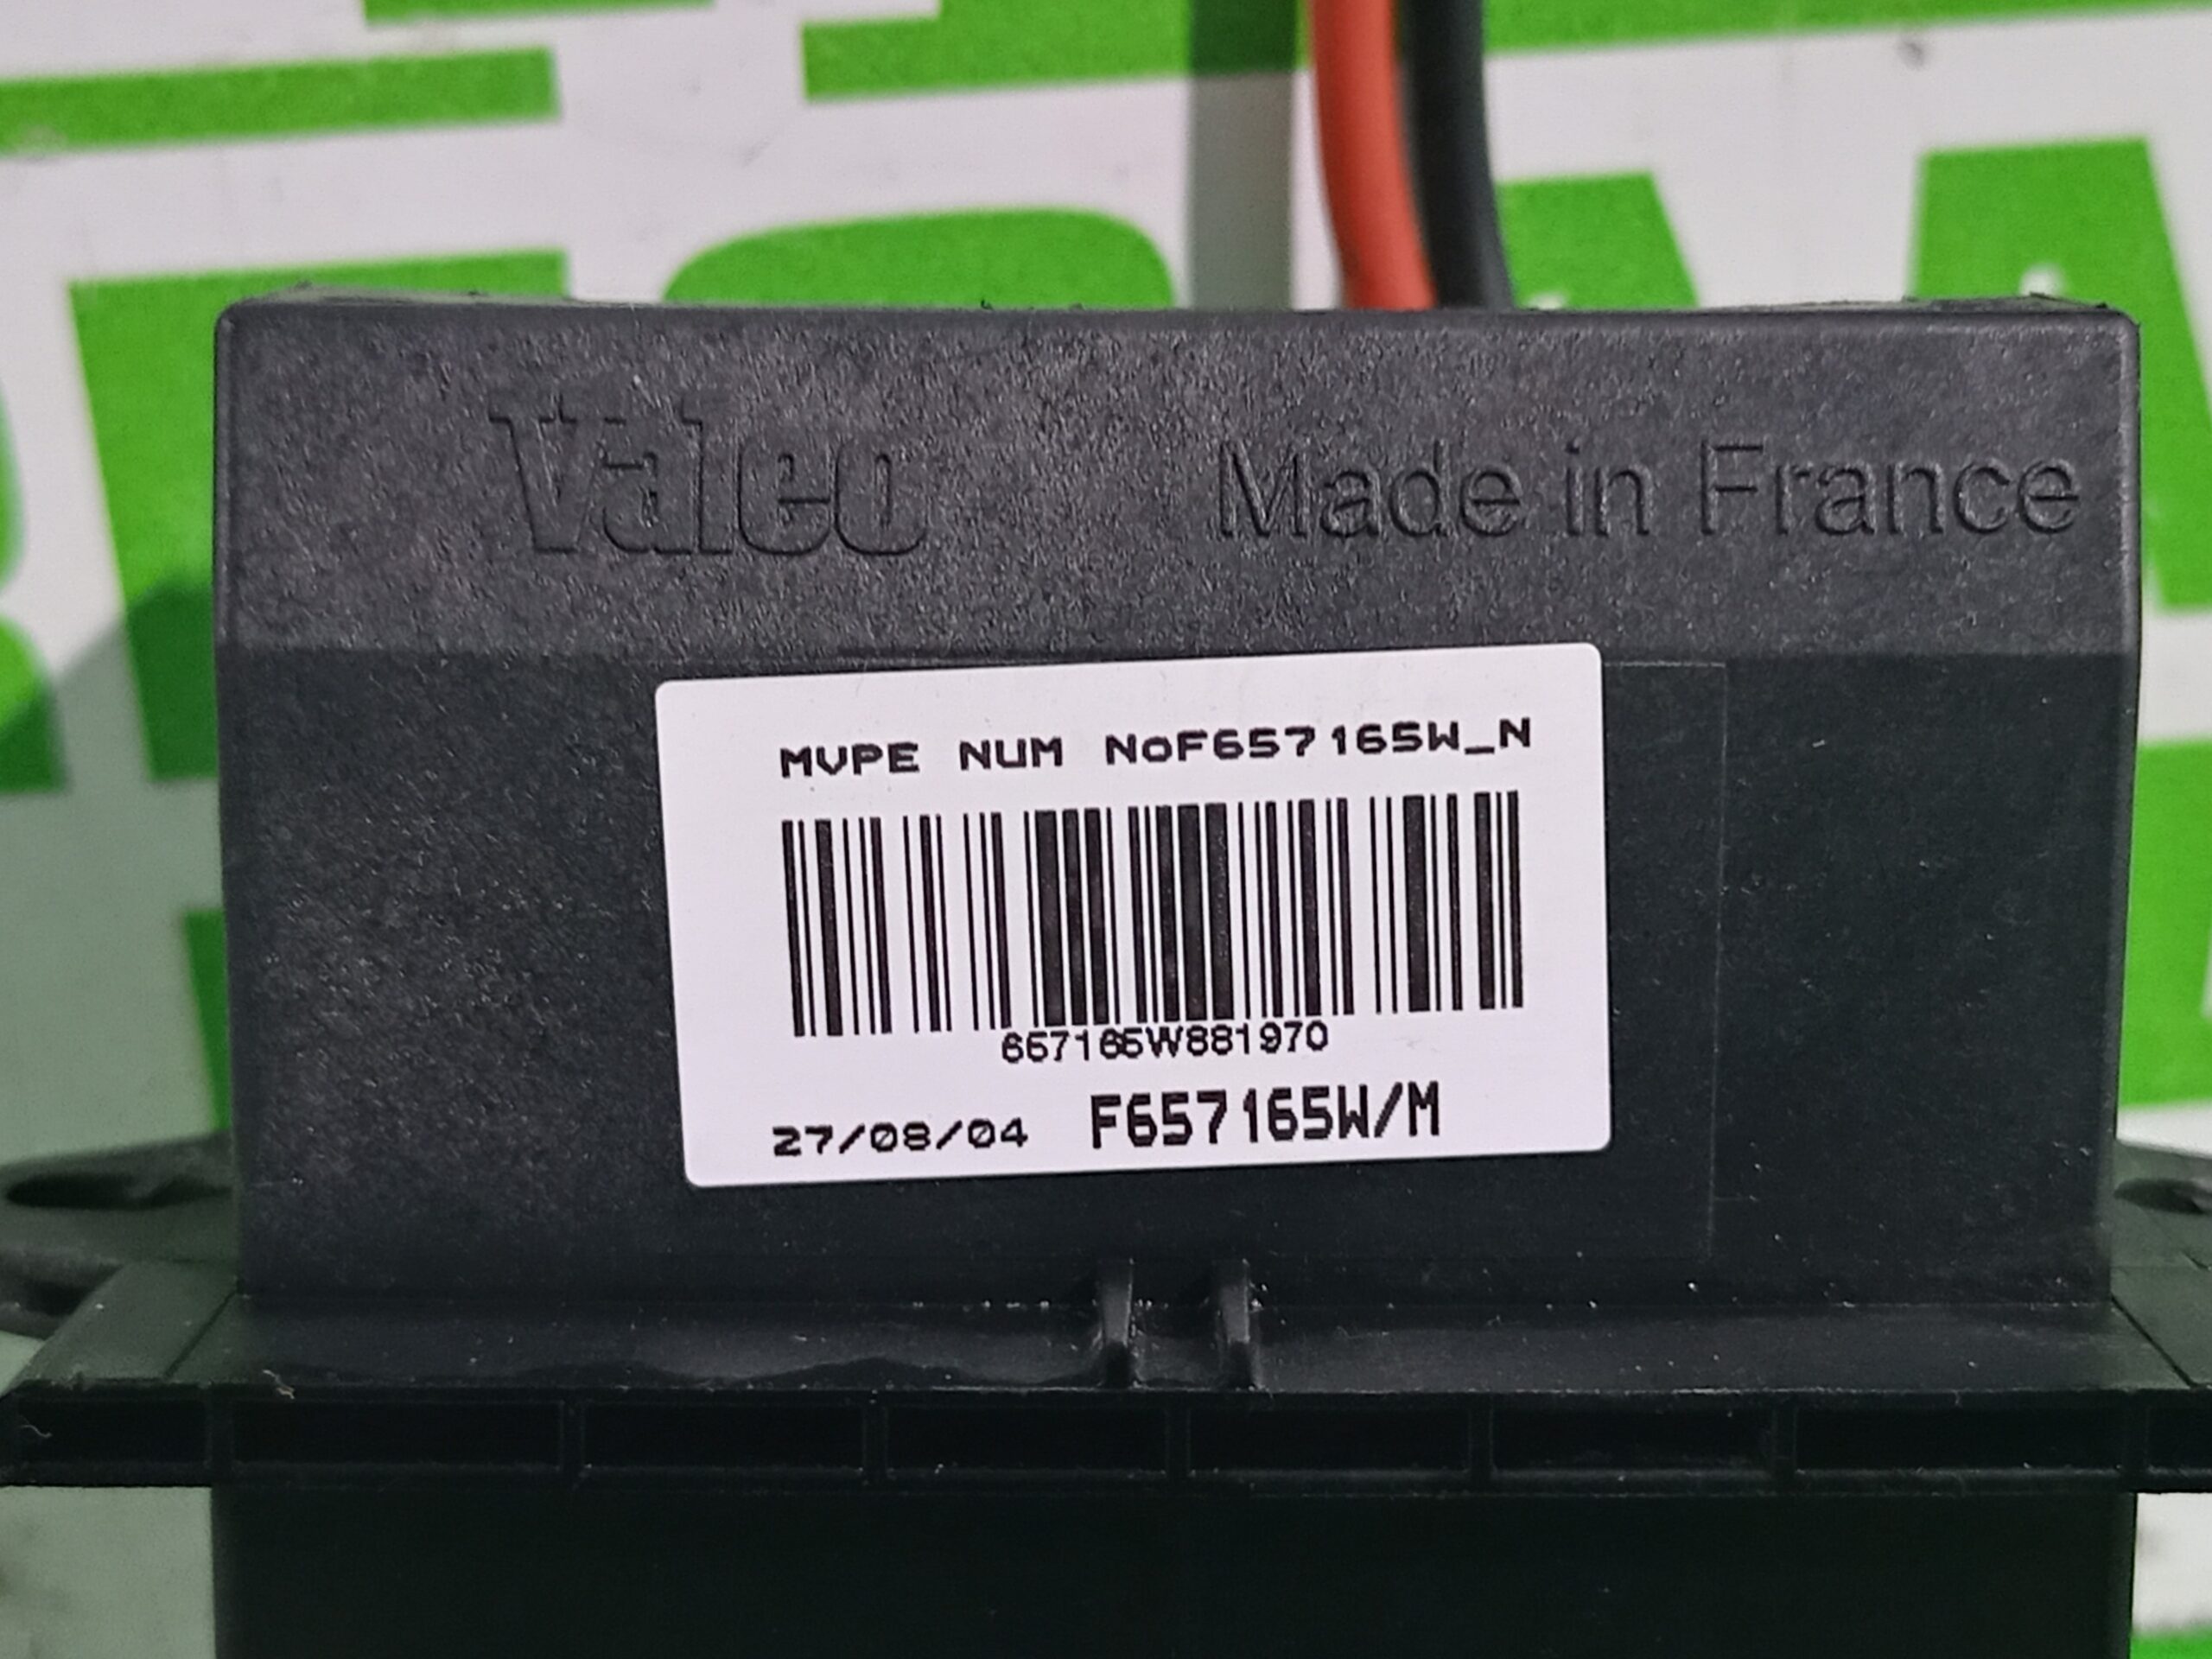 Valeo Made in France
MVPE NUM NoF657165W_N
657165W881970
27/08/04 F657165W/M